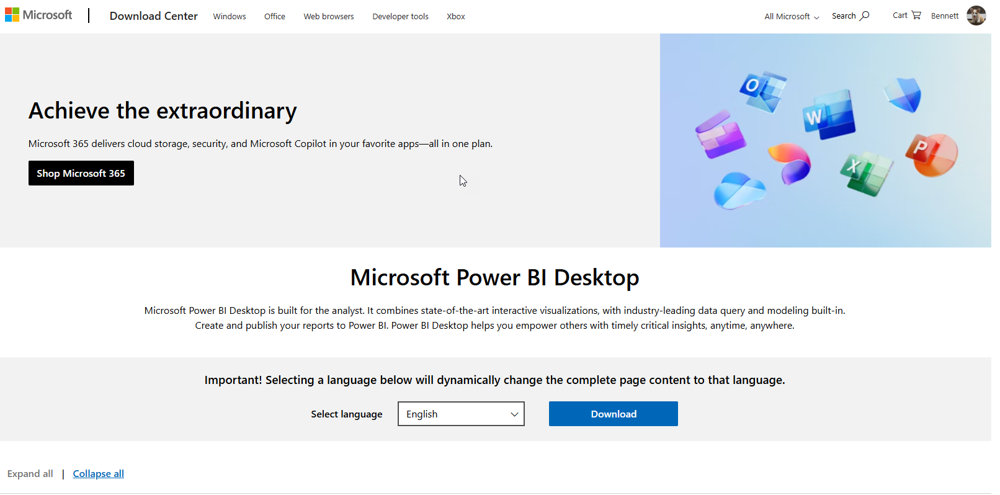 Microsoft
Download Center
Windows
Office
Web browsers
Developer tools
Xbox
All Microsoft
Search
Cart
Bennett
Achieve the extraordinary
Microsoft 365 delivers cloud storage, security, and Microsoft Copilot in your favorite apps—all in one plan.
Shop Microsoft 365
O
W
X
P
Microsoft Power BI Desktop
Microsoft Power BI Desktop is built for the analyst. It combines state-of-the-art interactive visualizations, with industry-leading data query and modeling built-in.
Create and publish your reports to Power BI. Power BI Desktop helps you empower others with timely critical insights, anytime, anywhere.
Important! Selecting a language below will dynamically change the complete page content to that language.
Select language
English
Download
Expand all | Collapse all